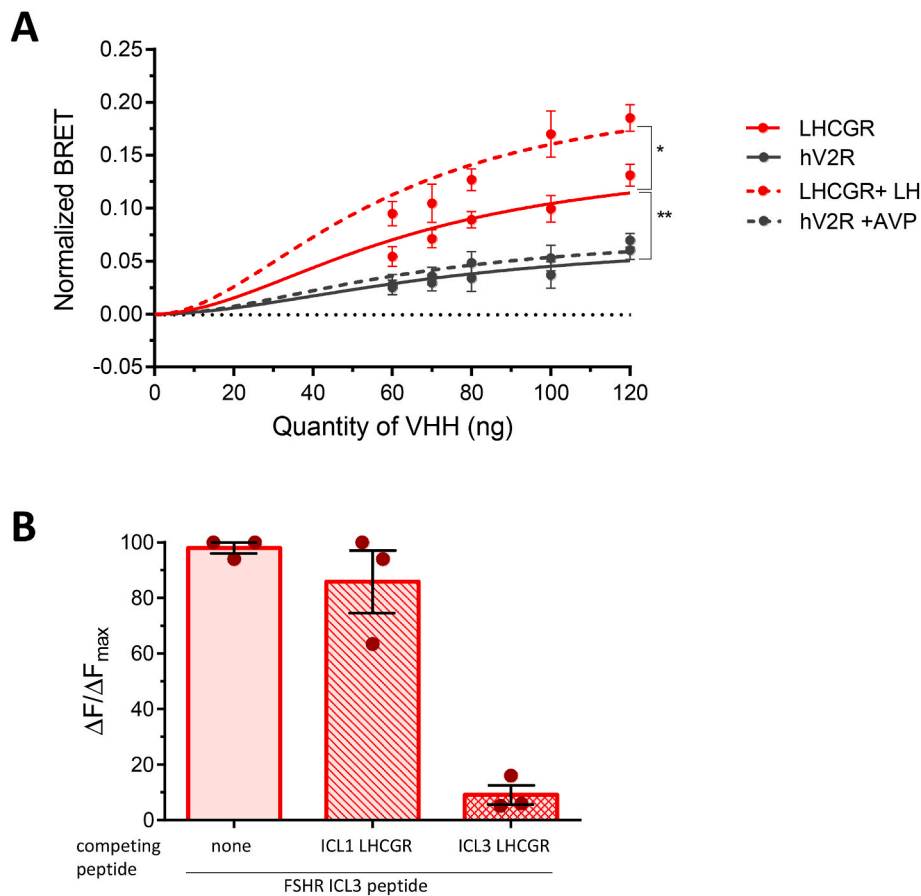 A
Normalized BRET
0.25
0.20
0.15
0.10
0.05
0.00
-0.05
0 20 40 60 80 100 120
Quantity of VHH (ng)
*
**
LHCGR
hV2R
LHCGR+ LH
hV2R +AVP
B
ΔF/ΔFmax
100
80
60
40
20
0
competing
peptide
none ICL1 LHCGR ICL3 LHCGR
FSHR ICL3 peptide